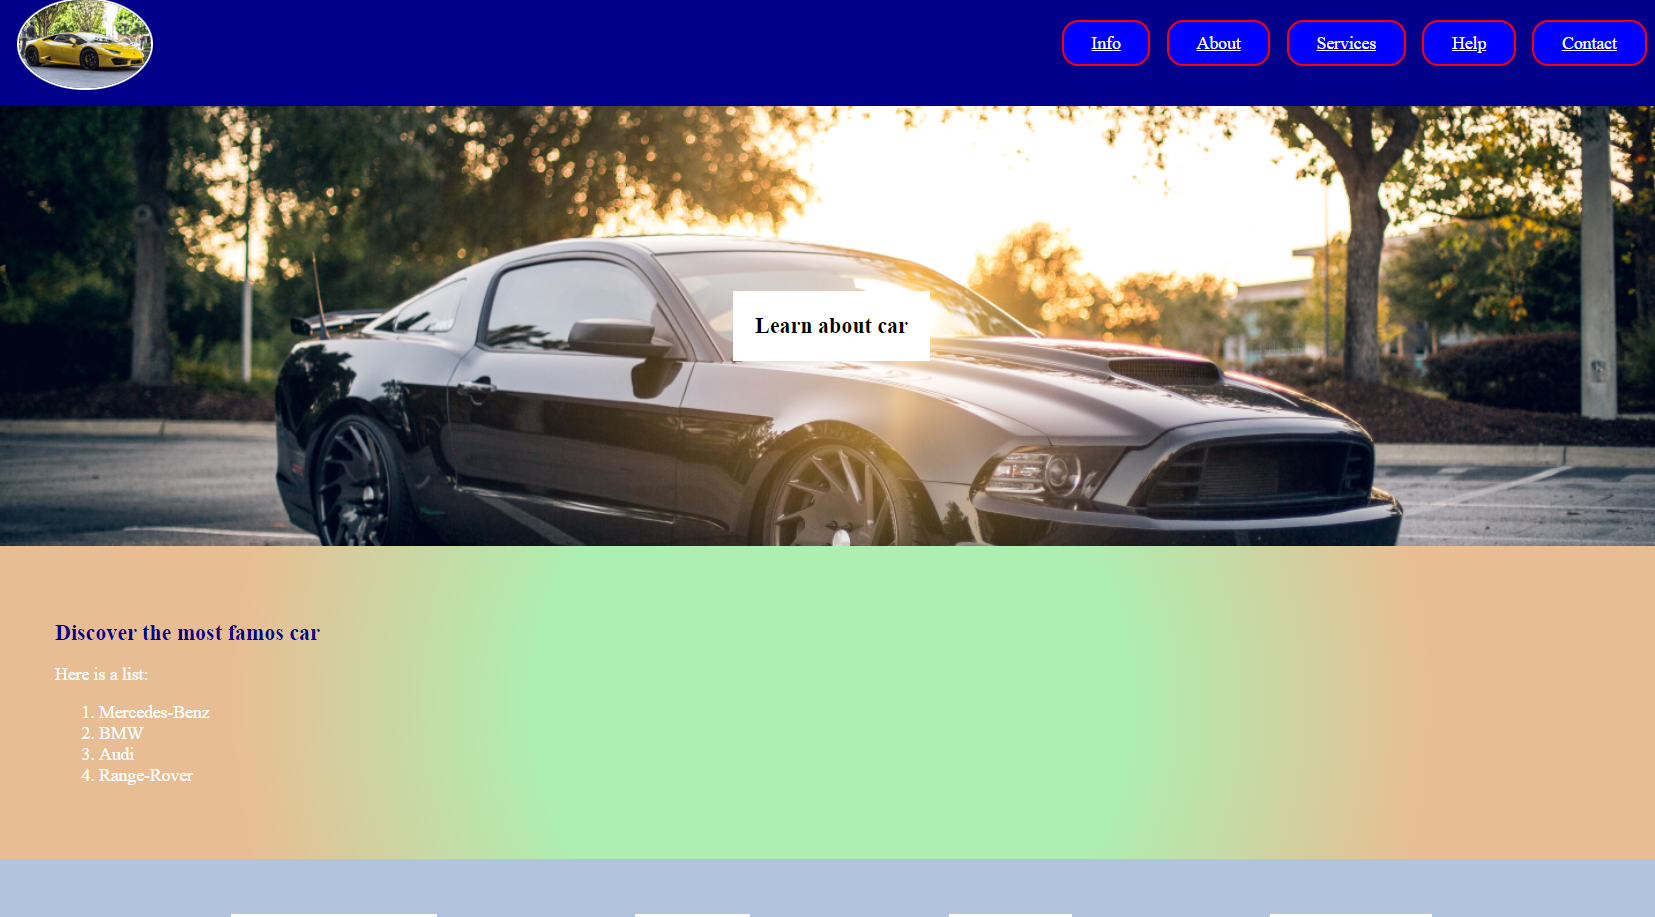 Info
About
Services
Help
Contact
Learn about car
Discover the most famos car
Here is a list:
1. Mercedes-Benz
2. BMW
3. Audi
4. Range-Rover